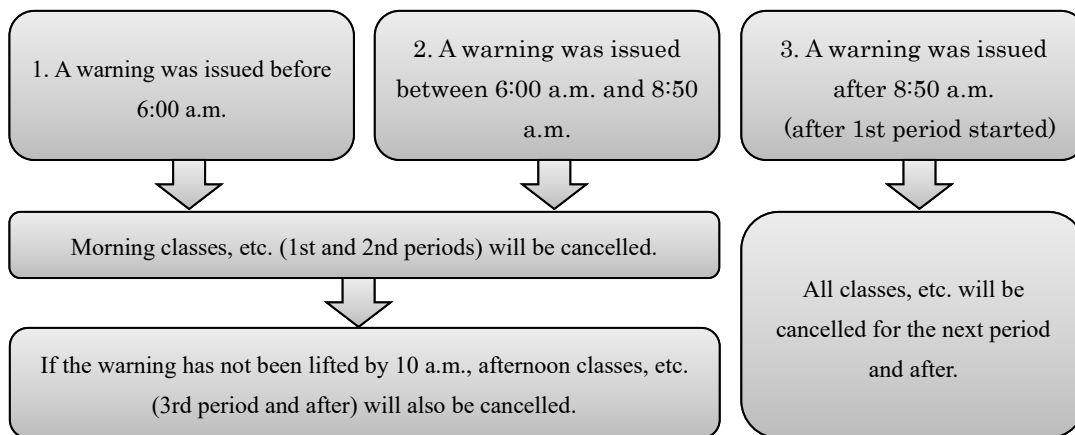 1. A warning was issued before
6:00 a.m.
2. A warning was issued
between 6:00 a.m. and 8:50
a.m.
3. A warning was issued
after 8:50 a.m.
(after 1st period started)
Morning classes, etc. (1st and 2nd periods) will be cancelled.
If the warning has not been lifted by 10 a.m., afternoon classes, etc.
(3rd period and after) will also be cancelled.
All classes, etc. will be
cancelled for the next period
and after.